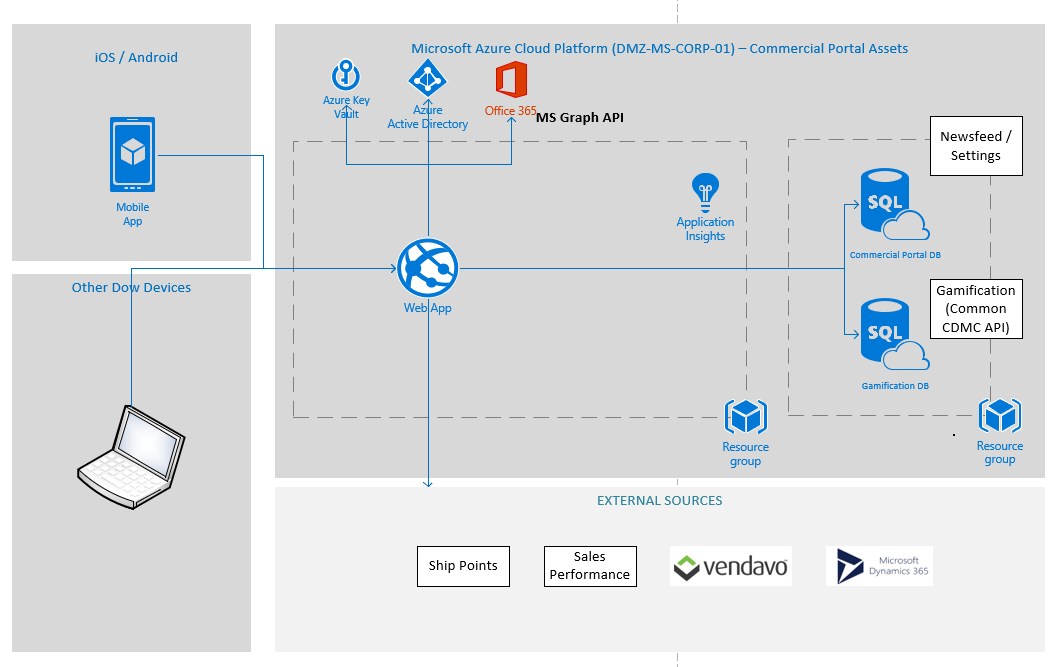 iOS / Android
Mobile
App
Other Dow Devices
Microsoft Azure Cloud Platform (DMZ-MS-CORP-01) – Commercial Portal Assets
Azure Key
Vault
Azure
Active Directory
Office 365
MS Graph API
Application
Insights
Web App
Resource
group
Newsfeed /
Settings
SQL
Commercial Portal DB
Gamification
(Common
CDMC API)
SQL
Gamification DB
Resource
group
EXTERNAL SOURCES
Ship Points
Sales
Performance
vendavo
Microsoft
Dynamics 365